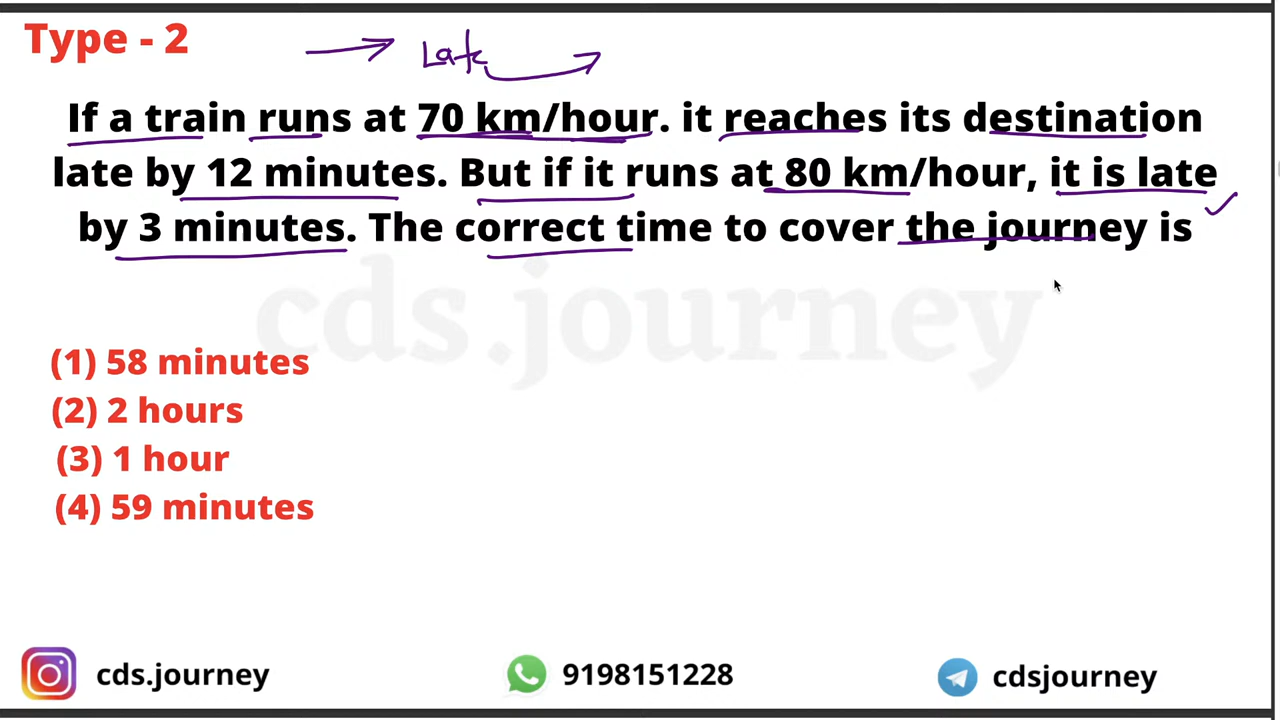 Type - 2
Late
If a train runs at 70 km/hour. it reaches its destination
late by 12 minutes. But if it runs at 80 km/hour, it is late
by 3 minutes. The correct time to cover the journey is
cds.journey
(1) 58 minutes
(2) 2 hours
(3) 1 hour
(4) 59 minutes
cds.journey
9198151228
cdsjourney